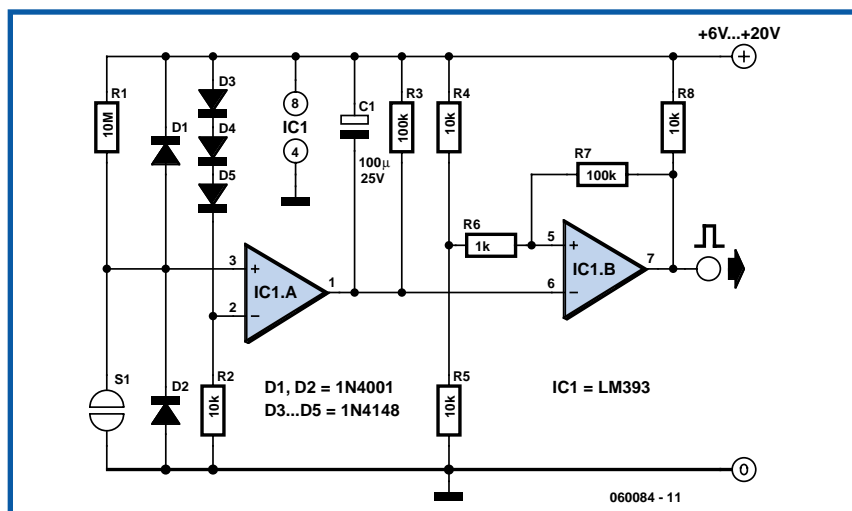 +6V...+20V
R1
10M
D1
D3
D4
D5
8
IC1
4
C1
100µ
25V
R3
100k
R4
10k
R8
10k
R7
100k
R6
1k
3
+
2
−
IC1.A
1
5
+
6
−
IC1.B
7
S1
D2
R2
10k
R5
10k
D1, D2 = 1N4001
D3...D5 = 1N4148
IC1 = LM393
0
060084 - 11